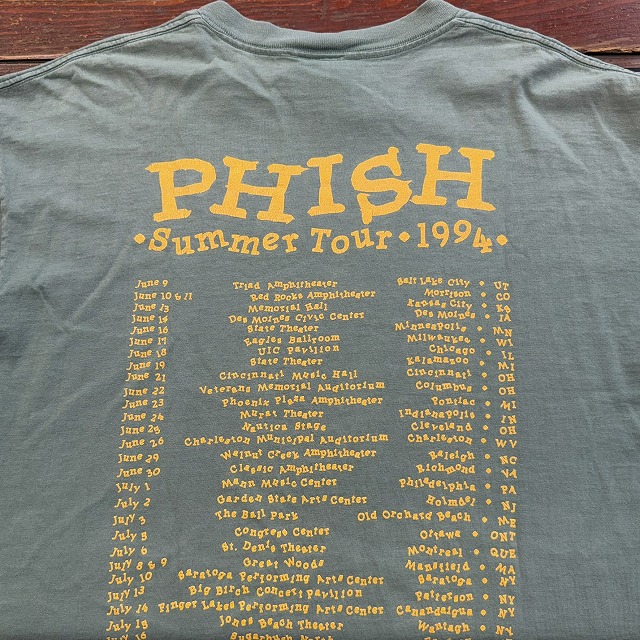 PHISH
• Summer Tour • 1994 •
June 9 Triad Amphitheater Salt Lake City • UT
June 10 & 11 Red Rocks Amphitheater Morrison • CO
June 13 Memorial Hall Kansas City • KS
June 14 Des Moines Civic Center Des Moines • IA
June 16 State Theater Minneapolis • MN
June 17 Eagles Ballroom Milwaukee • WI
June 18 UIC Pavilion Chicago • IL
June 19 State Theater Kalamazoo • MI
June 21 Cincinnati Music Hall Cincinnati • OH
June 22 Veterans Memorial Auditorium Columbus • OH
June 23 Phoenix Plaza Amphitheater Pontiac • MI
June 24 Murat Theater Indianapolis • IN
June 25 Nautica Stage Cleveland • OH
June 26 Charleston Municipal Auditorium Charleston • WV
June 29 Walnut Creek Amphitheater Raleigh • NC
June 30 Classic Amphitheater Richmond • VA
July 1 Mann Music Center Philadelphia • PA
July 2 Garden State Arts Center Holmdel • NJ
July 3 The Ball Park Old Orchard Beach • ME
July 5 Congress Center Ottawa • ONT
July 6 St. Denis Theater Montreal • QUE
July 8 & 9 Great Woods Mansfield • MA
July 10 Saratoga Performing Arts Center Saratoga • NY
July 13 Big Birch Concert Pavilion Patterson • NY
July 14 Finger Lakes Performing Arts Center Canandaigua • NY
July 15 Jones Beach Theater Wantagh • NY
July 16 Sugarbush North